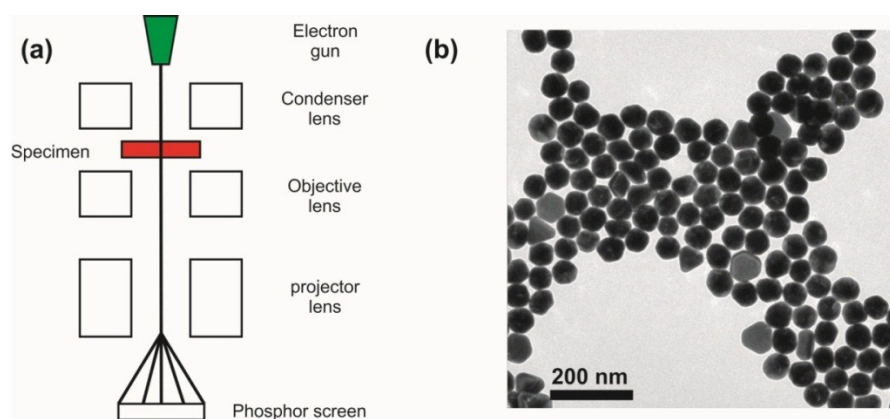 (a)
Electron
gun
Condenser
lens
Specimen
Objective
lens
projector
lens
Phosphor screen
(b)
200 nm